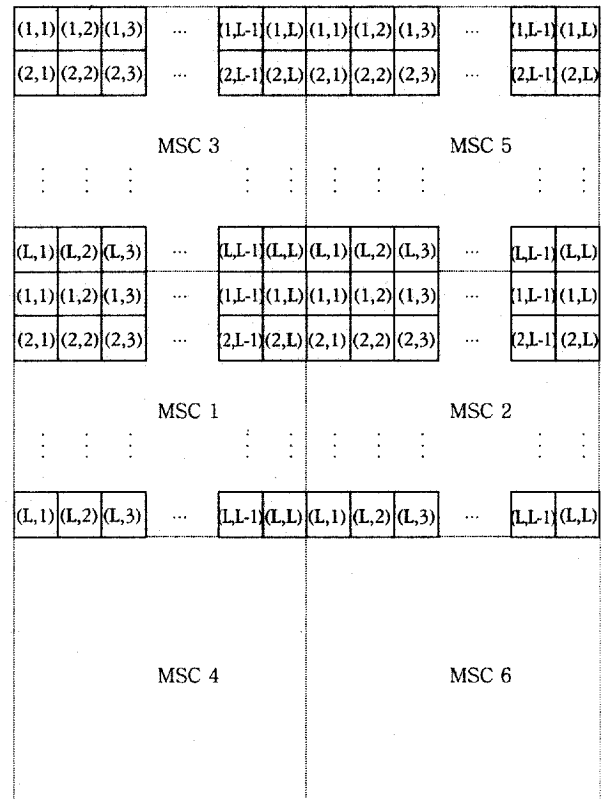 (1,1) (1,2) (1,3) ... (1,L-1) (1,L) (1,1) (1,2) (1,3) ... (1,L-1) (1,L)
(2,1) (2,2) (2,3) ... (2,L-1) (2,L) (2,1) (2,2) (2,3) ... (2,L-1) (2,L)
MSC 3 MSC 5
(L,1) (L,2) (L,3) ... (L,L-1) (L,L) (L,1) (L,2) (L,3) ... (L,L-1) (L,L)
(1,1) (1,2) (1,3) ... (1,L-1) (1,L) (1,1) (1,2) (1,3) ... (1,L-1) (1,L)
(2,1) (2,2) (2,3) ... (2,L-1) (2,L) (2,1) (2,2) (2,3) ... (2,L-1) (2,L)
MSC 1 MSC 2
(L,1) (L,2) (L,3) ... (L,L-1) (L,L) (L,1) (L,2) (L,3) ... (L,L-1) (L,L)
MSC 4 MSC 6